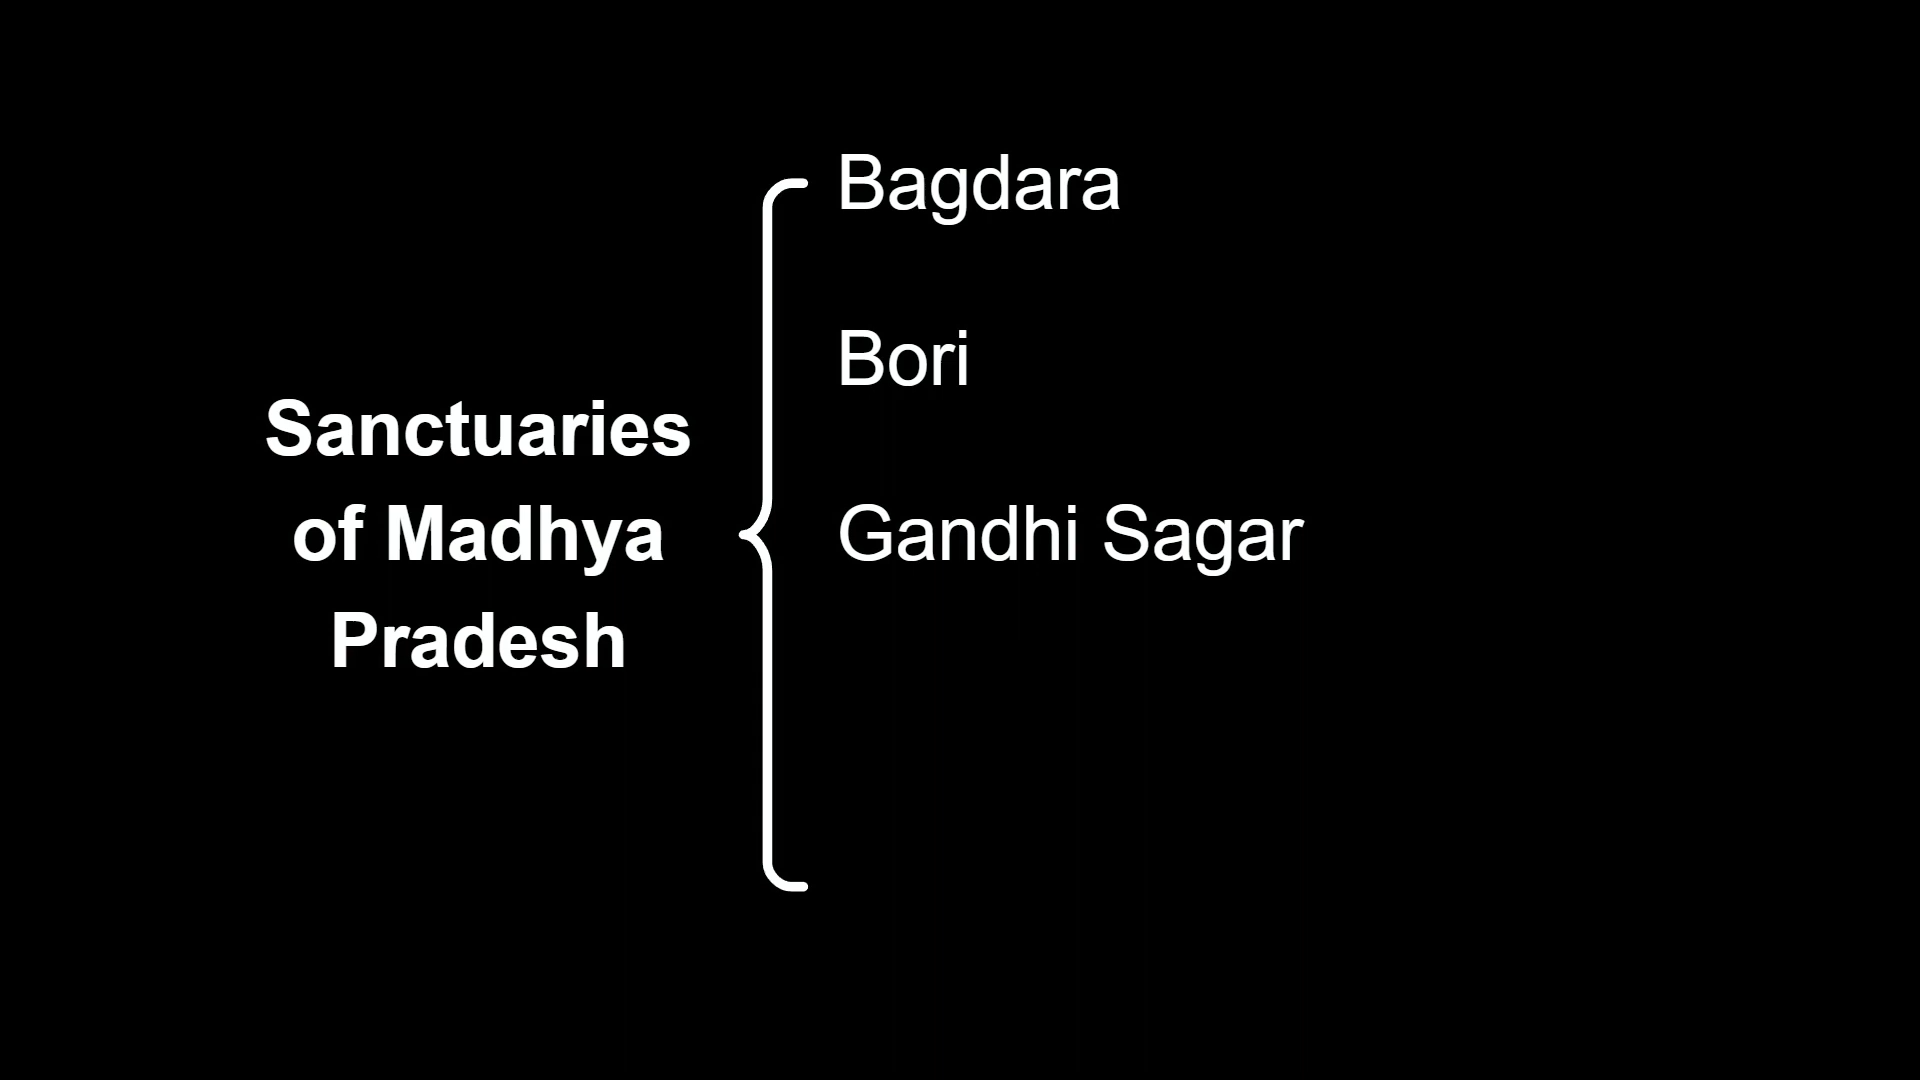 Sanctuaries
of Madhya
Pradesh
Bagdara
Bori
Gandhi Sagar